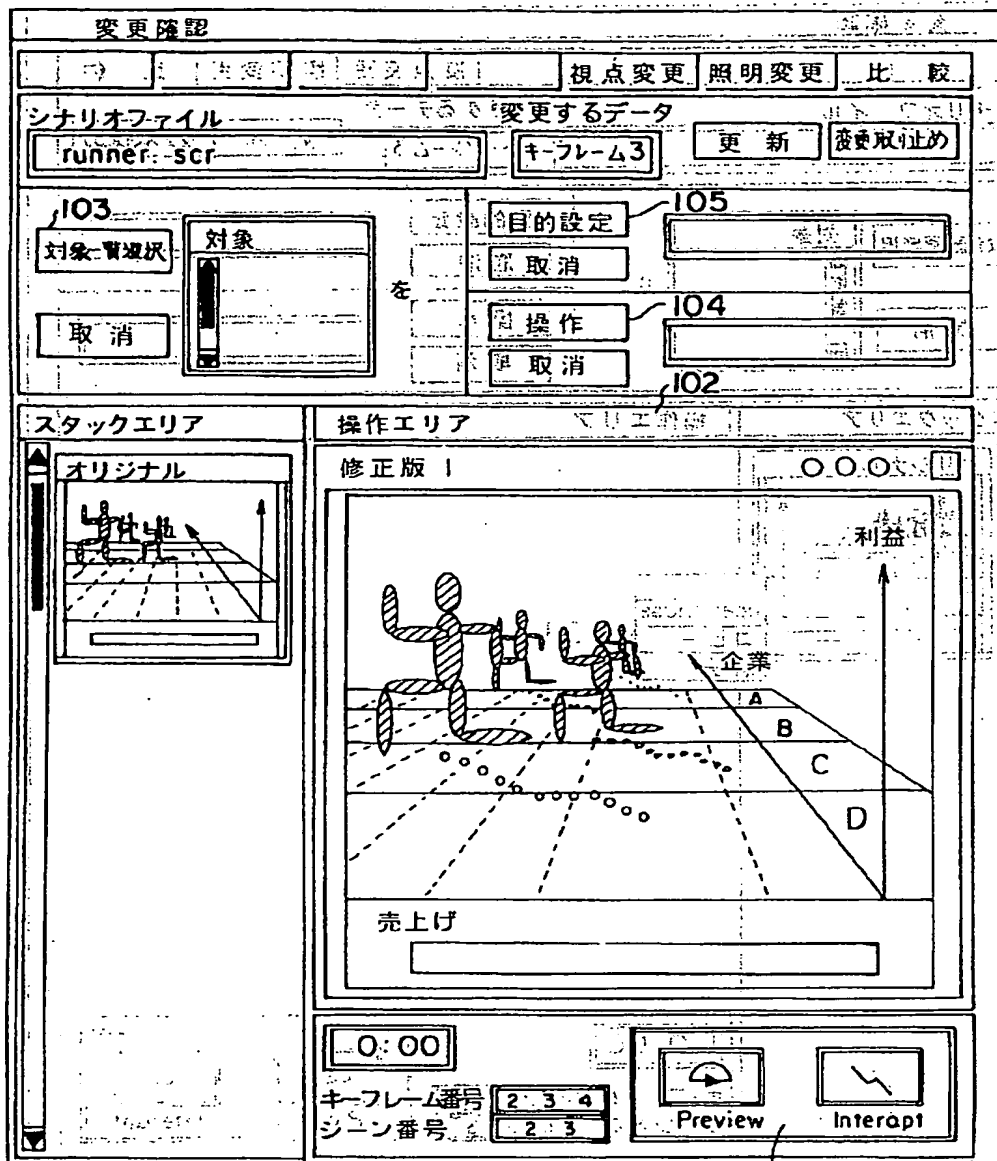 変更確認
視点変更 照明変更 比較
シナリオファイル 変更するデータ
runner.scr キーフレーム3 更新 変更取り止め
103 105
対象一覧選択 対象 目的設定
取消
を
104
操作
取消 取消
102
スタックエリア 操作エリア
オリジナル 修正版 1
利益
企業
A
B
C
D
売上げ
0:00
キーフレーム番号 2 3 4
シーン番号 2 3
Preview Interapt